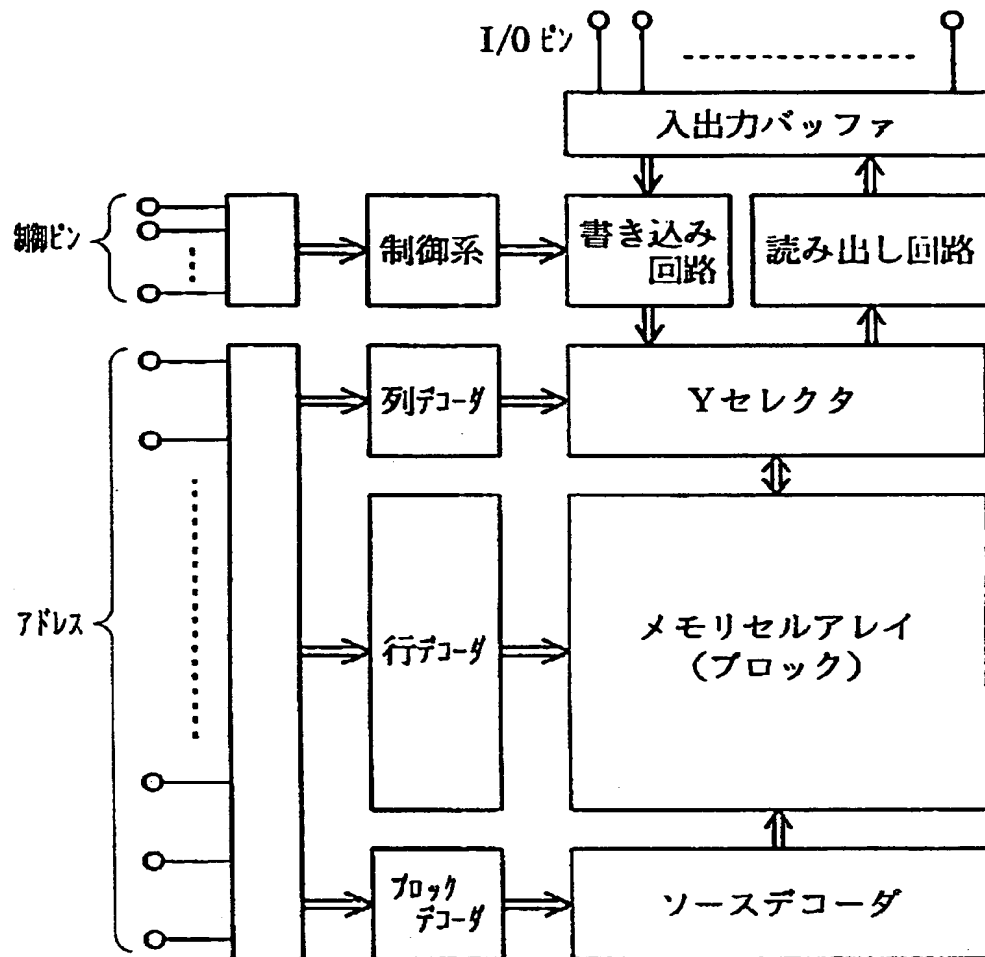 I/O ピン
入出力バッファ
制御ピン
制御系
書き込み
回路
読み出し回路
列デコーダ
Yセレクタ
アドレス
行デコーダ
メモリセルアレイ
(ブロック)
ブロック
デコーダ
ソースデコーダ